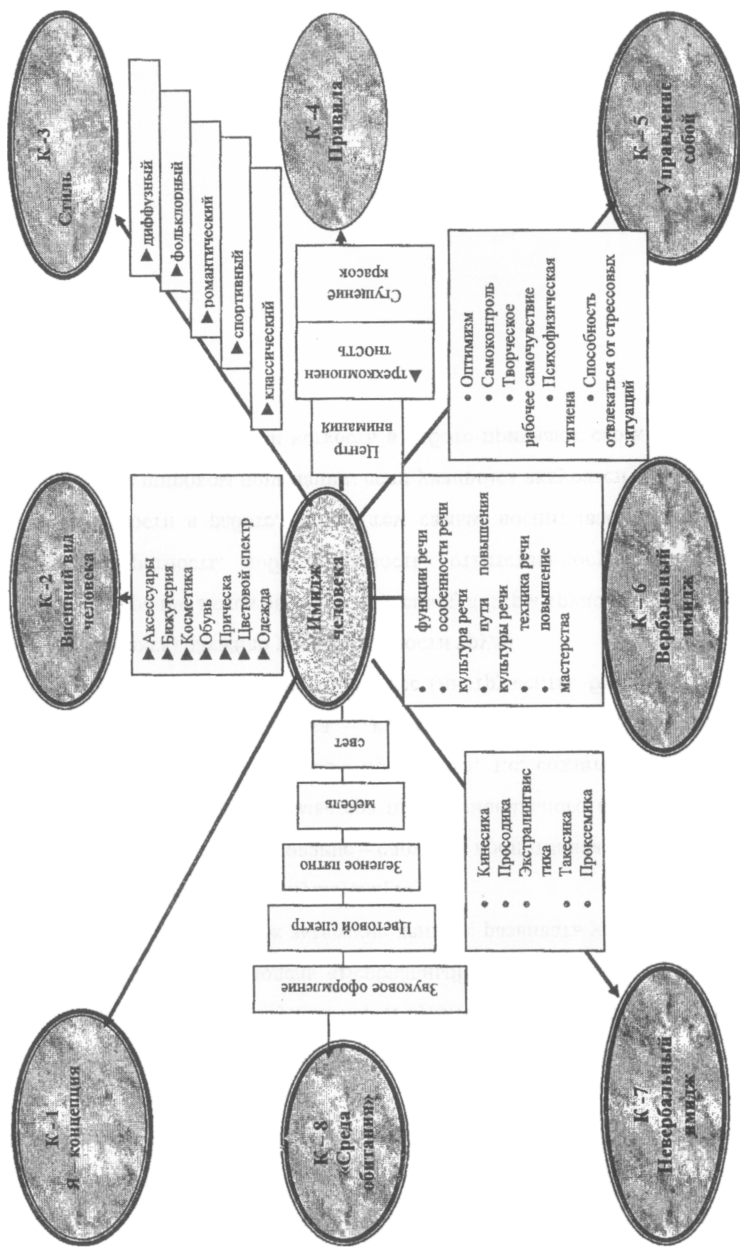 К -1
Я – концепция
К -2
Внешний вид
человека
▶Аксессуары
▶Бижутерия
▶Косметика
▶Обувь
▶Прическа
▶Цветовой спектр
▶Одежда
К -3
Стиль
▶диффузный
▶фольклорный
▶романтический
▶спортивный
▶классический
К – 8
«Среда
обитания»
Звуковое оформление
Цветовой спектр
Зеленое пятно
мебель
свет
Имидж
человека
Центр
внимания
▶трехкомпонен
тность
Сгущение
красок
К -4
Правила
К -7
Невербальный
имидж
• Кинесика
• Просодика
• Экстралингвис
тика
• Такесика
• Проксемика
К – 6
Вербальный
имидж
функции речи
• особенности речи
• культура речи
• пути повышения
культуры речи
• техника речи
• повышение
мастерства
К – 5
Управление
собой
• Оптимизм
• Самоконтроль
• Творческое
рабочее самочувствие
• Психофизическая
гигиена
• Способность
отвлекаться от стрессовых
ситуаций